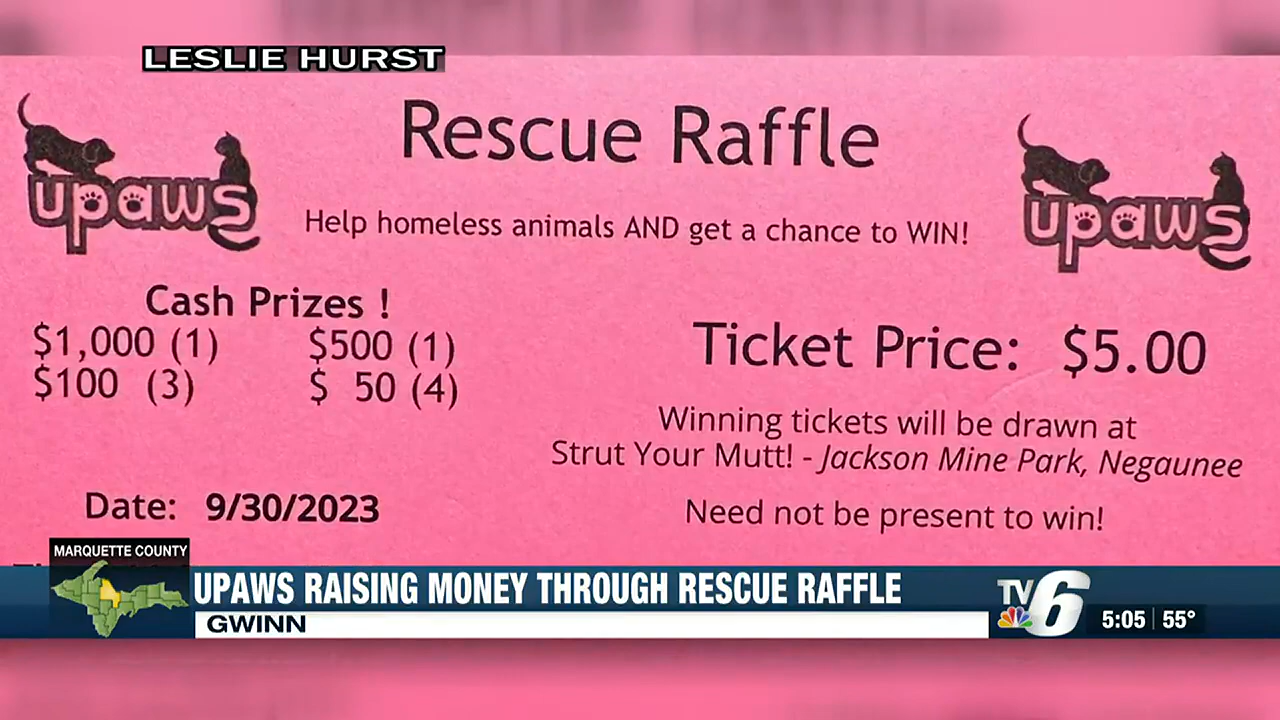 LESLIE HURST
Rescue Raffle
upaws
upaws
Help homeless animals AND get a chance to WIN!
Cash Prizes !
$1,000 (1) $500 (1)
$100 (3) $ 50 (4)
Ticket Price: $5.00
Winning tickets will be drawn at
Strut Your Mutt! - Jackson Mine Park, Negaunee
Date: 9/30/2023
Need not be present to win!
MARQUETTE COUNTY
UPAWS RAISING MONEY THROUGH RESCUE RAFFLE
GWINN
TV6
5:05 55°